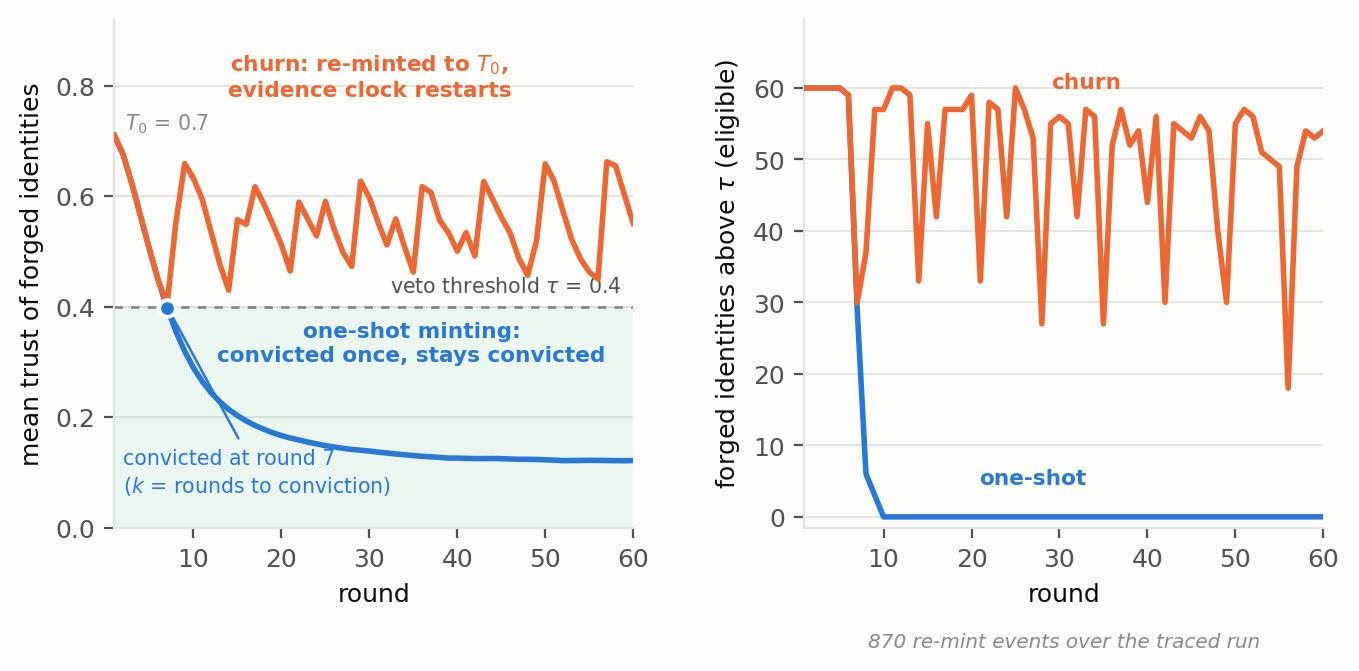 mean trust of forged identities
0.8
0.6
0.4
0.2
0.0
churn: re-minted to T₀,
evidence clock restarts
T₀ = 0.7
veto threshold τ = 0.4
one-shot minting:
convicted once, stays convicted
convicted at round 7
(k = rounds to conviction)
10 20 30 40 50 60
round
forged identities above τ (eligible)
60
50
40
30
20
10
0
churn
one-shot
10 20 30 40 50 60
round
870 re-mint events over the traced run